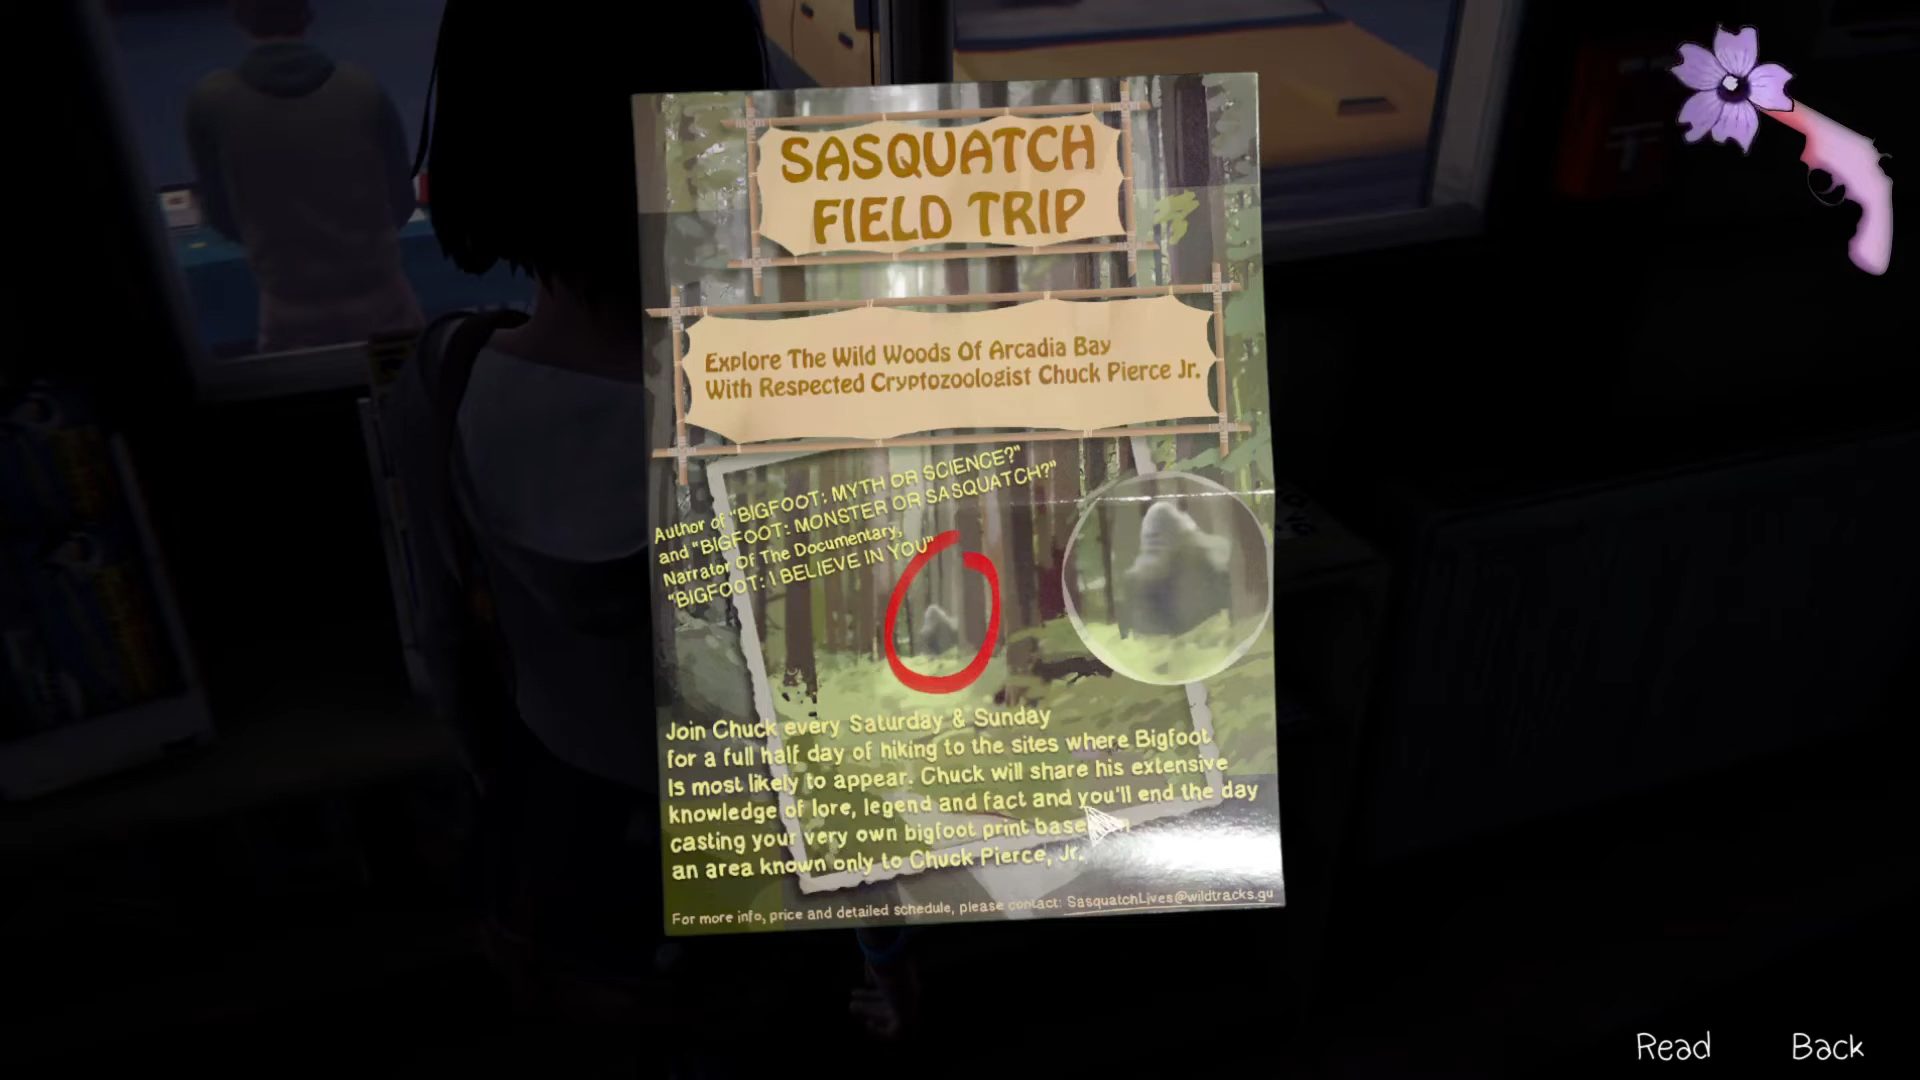 SASQUATCH
FIELD TRIP
Explore The Wild Woods Of Arcadia Bay
With Respected Cryptozoologist Chuck Pierce Jr.
Author of "BIGFOOT: MYTH OR SCIENCE?"
and "BIGFOOT: MONSTER OR SASQUATCH?"
Narrator Of The Documentary,
"BIGFOOT: I BELIEVE IN YOU"
Join Chuck every Saturday & Sunday
for a full half day of hiking to the sites where Bigfoot
Is most likely to appear. Chuck will share his extensive
knowledge of lore, legend and fact and you'll end the day
casting your very own bigfoot print base
an area known only to Chuck Pierce, Jr.
For more info, price and detailed schedule, please contact: SasquatchLives@wildtracks.gu
Read Back